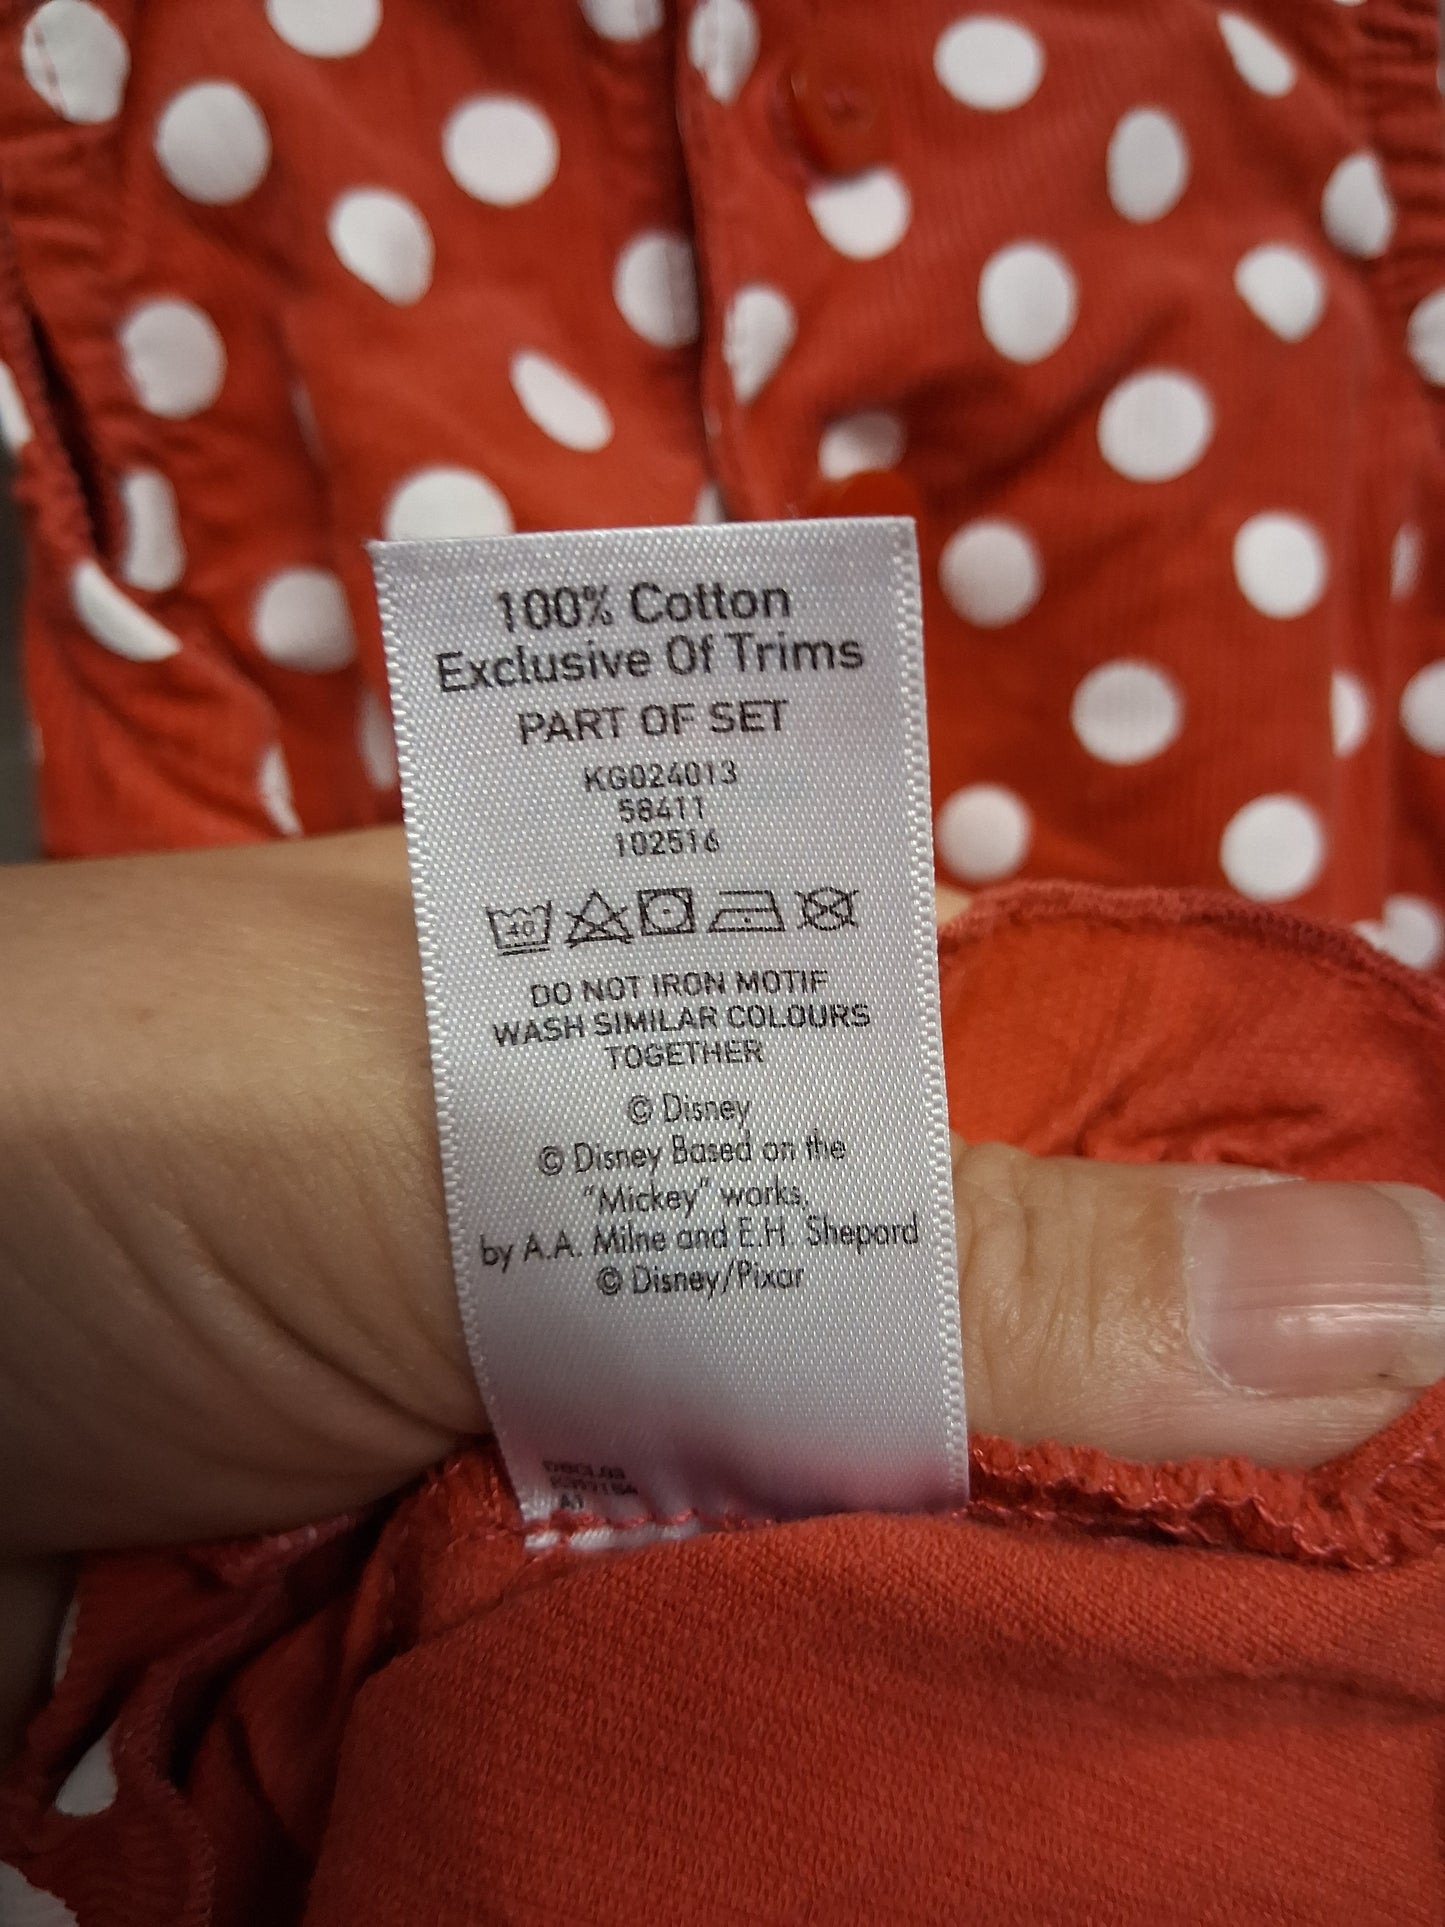 100% Cotton
Exclusive Of Trims
PART OF SET
KG024013
58411
102516
40
DO NOT IRON MOTIF
WASH SIMILAR COLOURS
TOGETHER
© Disney
© Disney Based on the
"Mickey" works.
by A.A. Milne and E.H. Shepard
© Disney/Pixar
A1